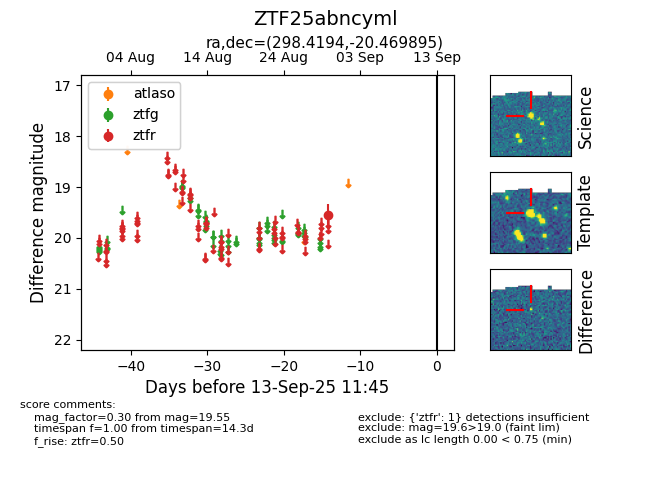 ZTF25abncyml
ra,dec=(298.4194,-20.469895)
04 Aug 14 Aug 24 Aug 03 Sep 13 Sep
17
18
19
20
21
22
Difference magnitude
atlaso
ztfg
ztfr
−40 −30 −20 −10 0
Days before 13-Sep-25 11:45
Science
Template
Difference
score comments:
mag_factor=0.30 from mag=19.55
timespan f=1.00 from timespan=14.3d
f_rise: ztfr=0.50
exclude: {'ztfr': 1} detections insufficient
exclude: mag=19.6>19.0 (faint lim)
exclude as lc length 0.00 < 0.75 (min)